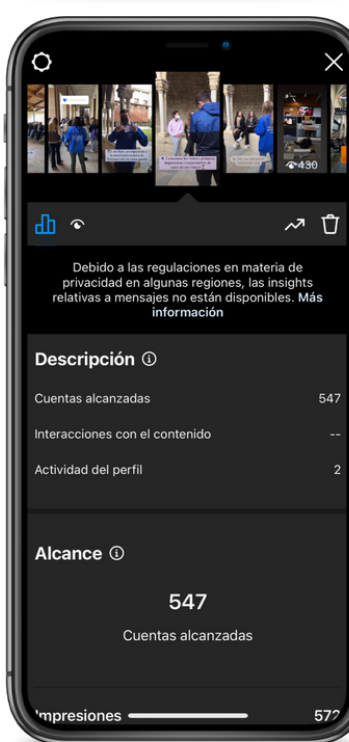 430
Debido a las regulaciones en materia de
privacidad en algunas regiones, las insights
relativas a mensajes no están disponibles. Más
información
Descripción
Cuentas alcanzadas 547
Interacciones con el contenido --
Actividad del perfil 2
Alcance
547
Cuentas alcanzadas
Impresiones 572